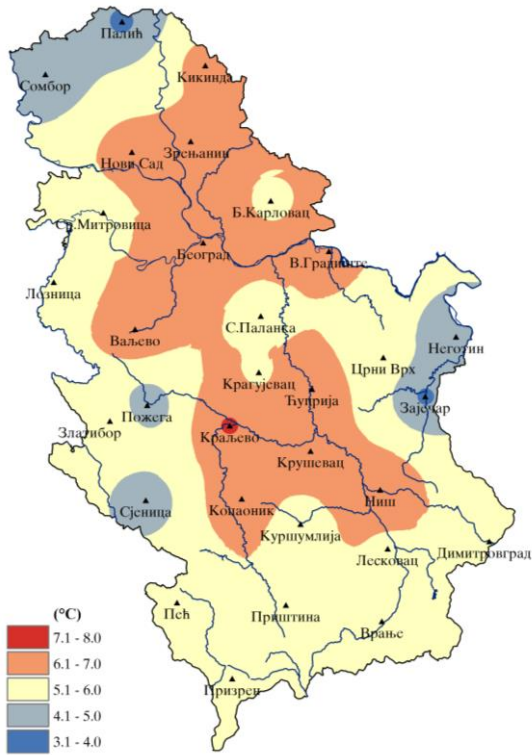 Палић
Сомбор
Кикинда
Зрењанин
Нови Сад
Б.Карловац
Ср.Митровица
Београд
В.Градиште
Лозница
С.Паланка
Ваљево
Неготин
Црни Врх
Крагујевац
Ћуприја
Зајечар
Пожега
Златибор
Краљево
Крушевац
Ниш
Копаоник
Сјеница
Куршумлија
Димитровград
Лесковац
Пећ
Приштина
Врање
Призрен
(°C)
7.1 - 8.0
6.1 - 7.0
5.1 - 6.0
4.1 - 5.0
3.1 - 4.0